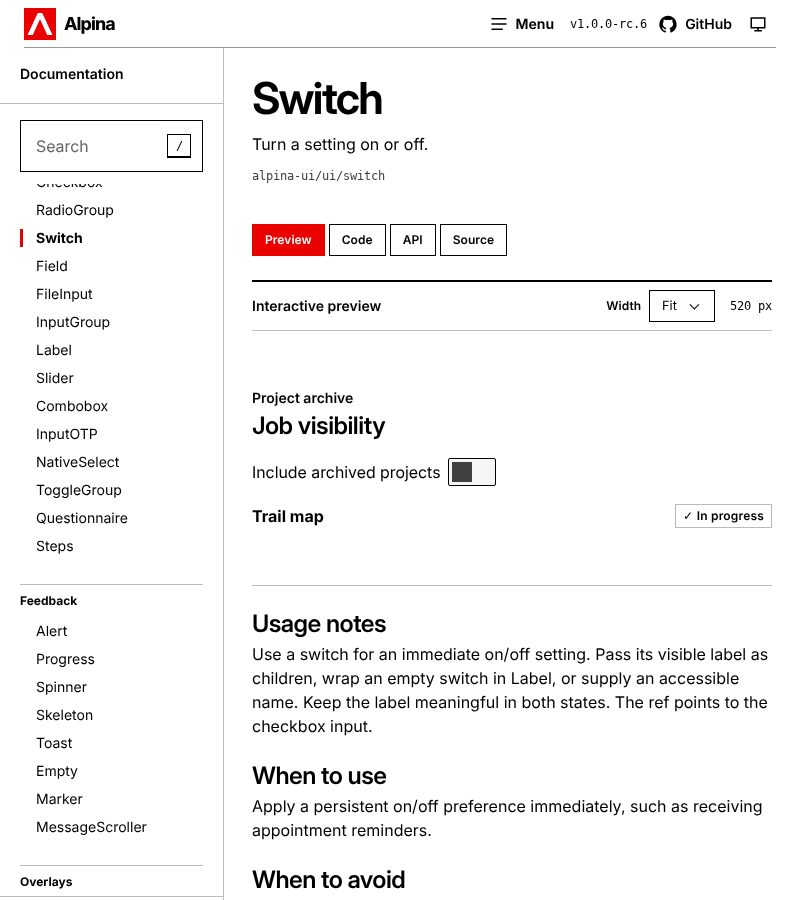 Alpina
Menu
v1.0.0-rc.6
GitHub
Documentation
Search
/
Checkbox
RadioGroup
Switch
Field
FileInput
InputGroup
Label
Slider
Combobox
InputOTP
NativeSelect
ToggleGroup
Questionnaire
Steps
Feedback
Alert
Progress
Spinner
Skeleton
Toast
Empty
Marker
MessageScroller
Overlays
Switch
Turn a setting on or off.
alpina-ui/ui/switch
Preview
Code
API
Source
Interactive preview
Width
Fit
520 px
Project archive
Job visibility
Include archived projects
Trail map
✓ In progress
Usage notes
Use a switch for an immediate on/off setting. Pass its visible label as
children, wrap an empty switch in Label, or supply an accessible
name. Keep the label meaningful in both states. The ref points to the
checkbox input.
When to use
Apply a persistent on/off preference immediately, such as receiving
appointment reminders.
When to avoid